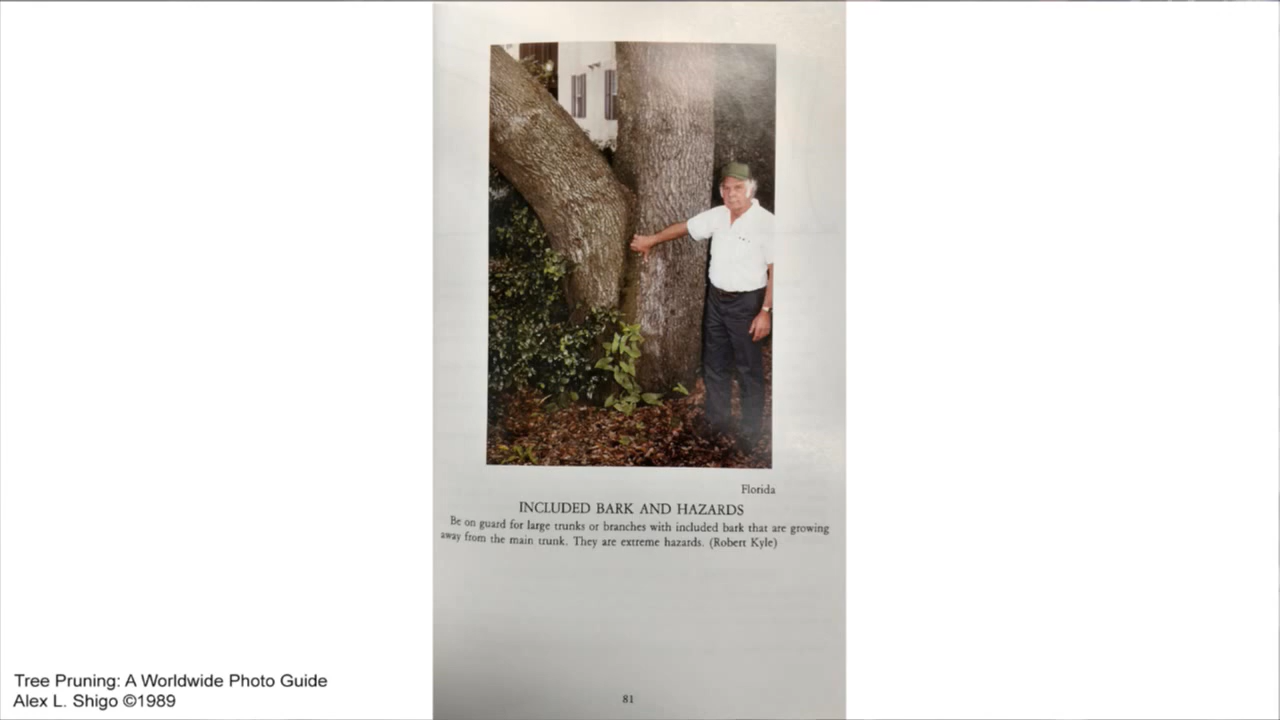 Florida
INCLUDED BARK AND HAZARDS
Be on guard for large trunks or branches with included bark that are growing
away from the main trunk. They are extreme hazards. (Robert Kyle)
81
Tree Pruning: A Worldwide Photo Guide
Alex L. Shigo ©1989